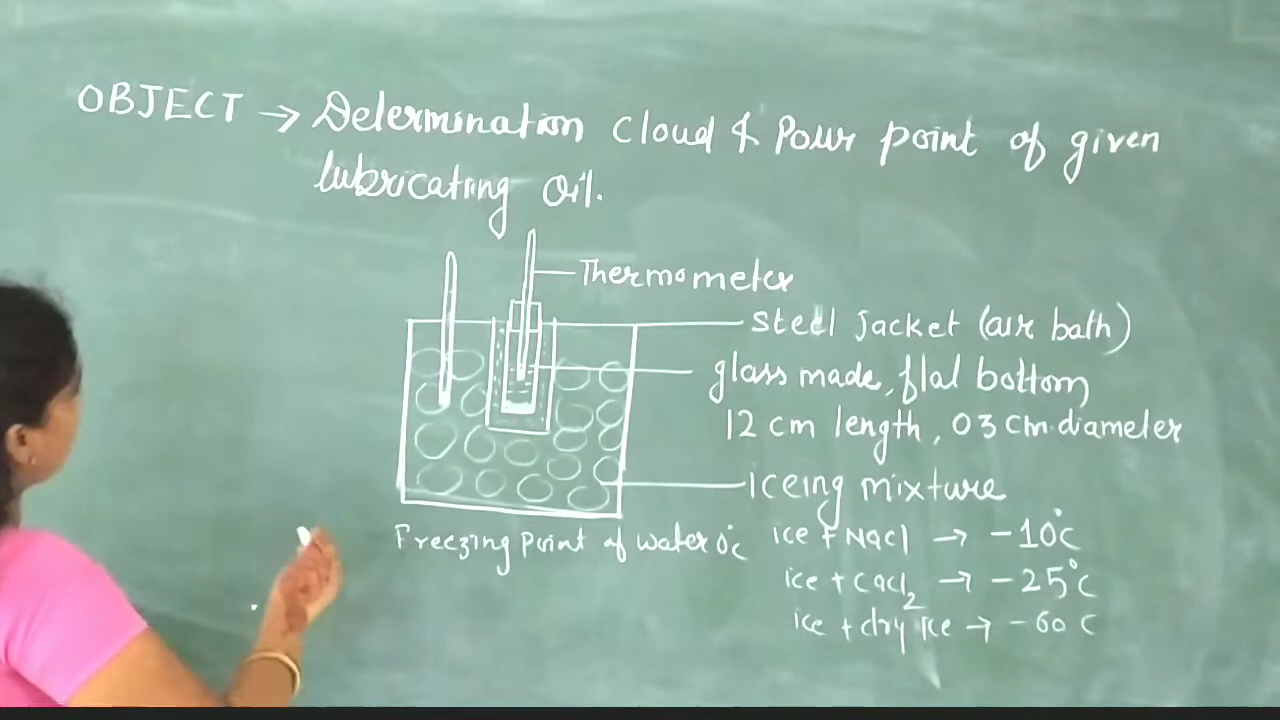 OBJECT → Determination Cloud & Pour point of given
lubricating oil.
Thermometer
steel Jacket (air bath)
glass made, flat bottom
12 cm length, 03 cm diameter
Iceing mixture
Freezing point of water 0°c
ice + NaCl → -10°C
ice + CaCl2 → -25°C
ice + dry ice → -60 C